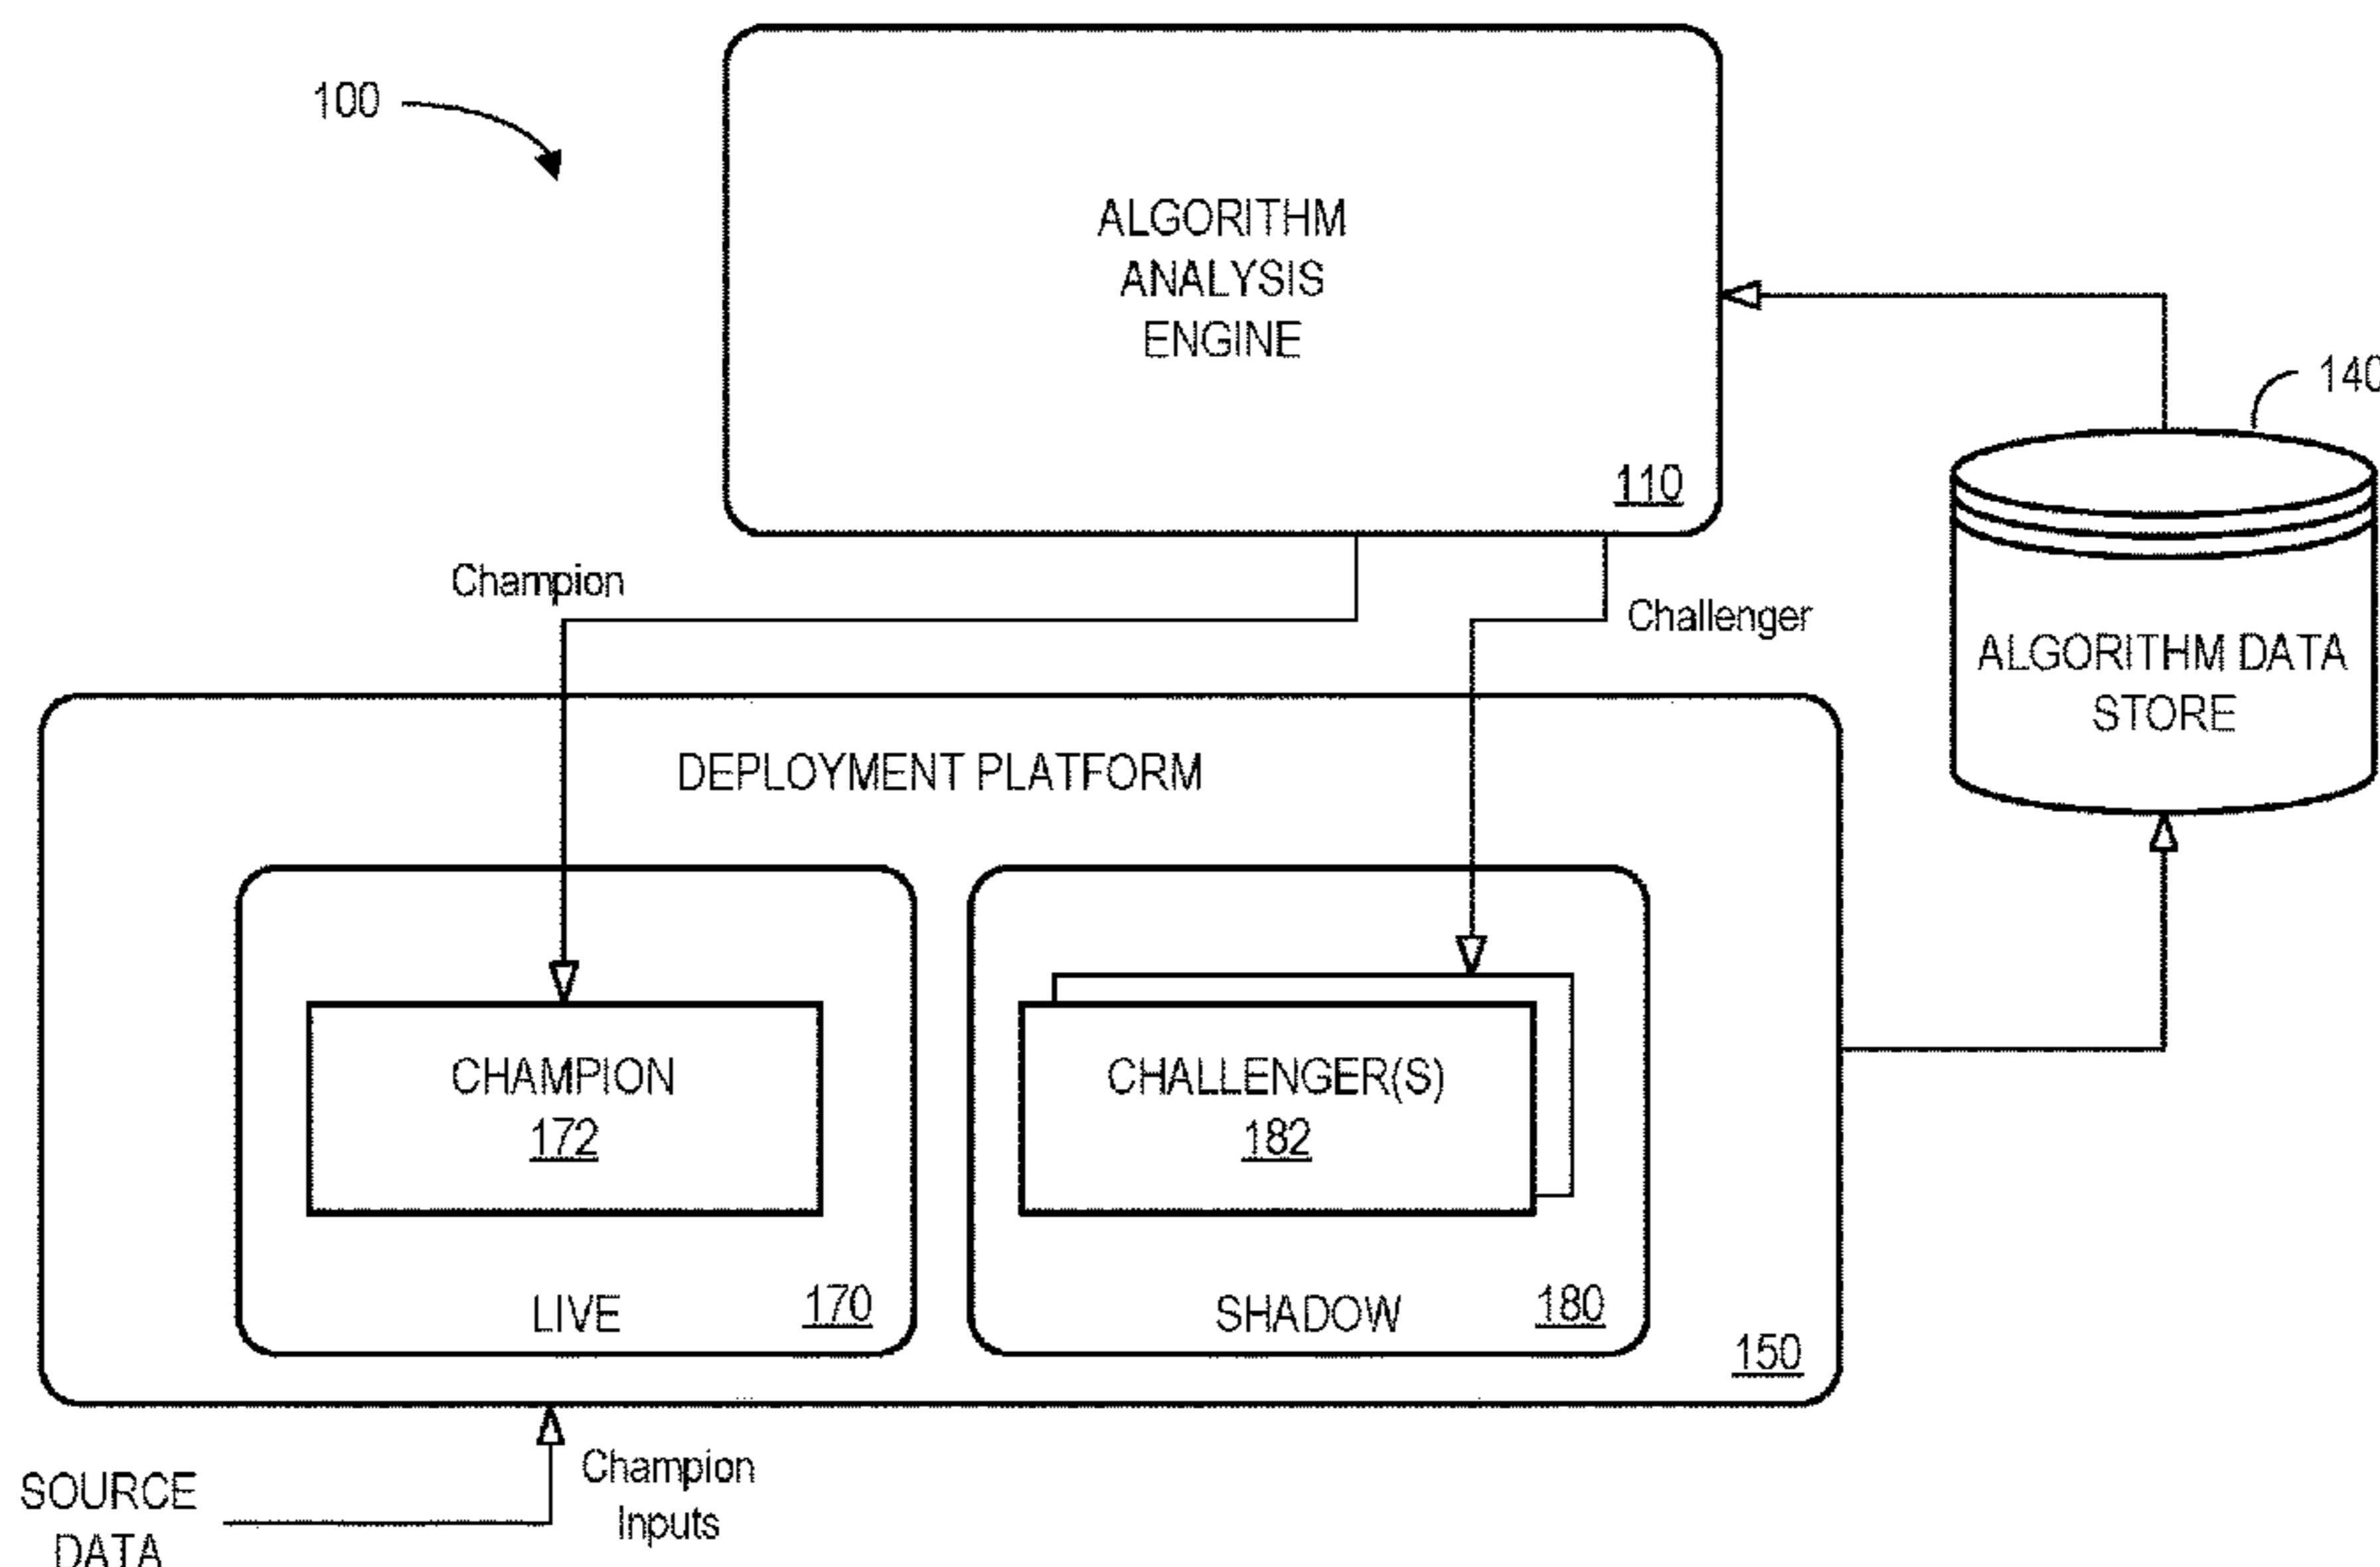 100
ALGORITHM
ANALYSIS
ENGINE
110
140
Champion
Challenger
ALGORITHM DATA
STORE
DEPLOYMENT PLATFORM
CHAMPION
172
CHALLENGER(S)
182
LIVE
170
SHADOW
180
150
SOURCE
DATA
Champion
Inputs